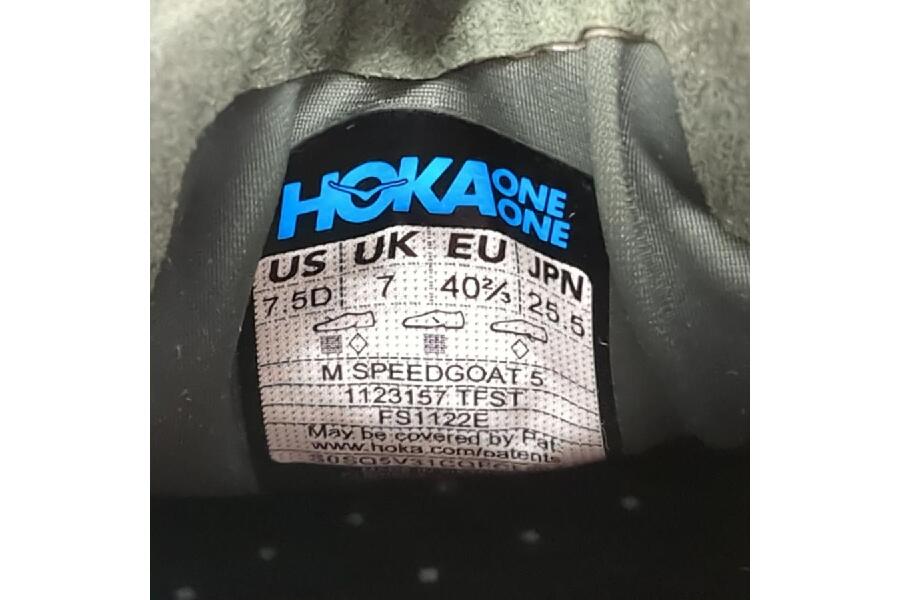 HOKA ONE ONE
US UK EU JPN
7.5D 7 40⅔ 25.5
M SPEEDGOAT 5
1123157 TFST
FS1122E
May be covered by Pat.
www.hoka.com/patents